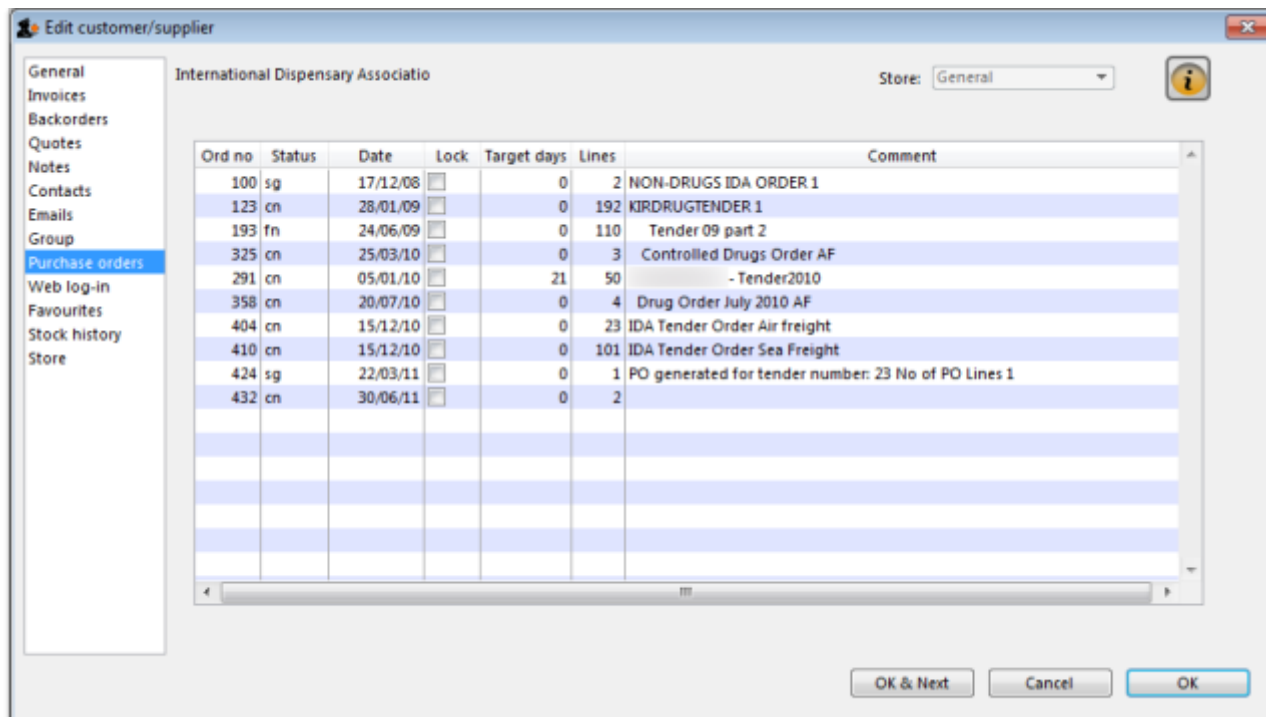 Edit customer/supplier
General
Invoices
Backorders
Quotes
Notes
Contacts
Emails
Group
Purchase orders
Web log-in
Favourites
Stock history
Store
International Dispensary Associatio
Store: General
Ord no Status Date Lock Target days Lines Comment
100 sg 17/12/08 0 2 NON-DRUGS IDA ORDER 1
123 cn 28/01/09 0 192 KIRDRUGTENDER 1
193 fn 24/06/09 0 110 Tender 09 part 2
325 cn 25/03/10 0 3 Controlled Drugs Order AF
291 cn 05/01/10 21 50 - Tender2010
358 cn 20/07/10 0 4 Drug Order July 2010 AF
404 cn 15/12/10 0 23 IDA Tender Order Air freight
410 cn 15/12/10 0 101 IDA Tender Order Sea Freight
424 sg 22/03/11 0 1 PO generated for tender number: 23 No of PO Lines 1
432 cn 30/06/11 0 2
OK & Next Cancel OK